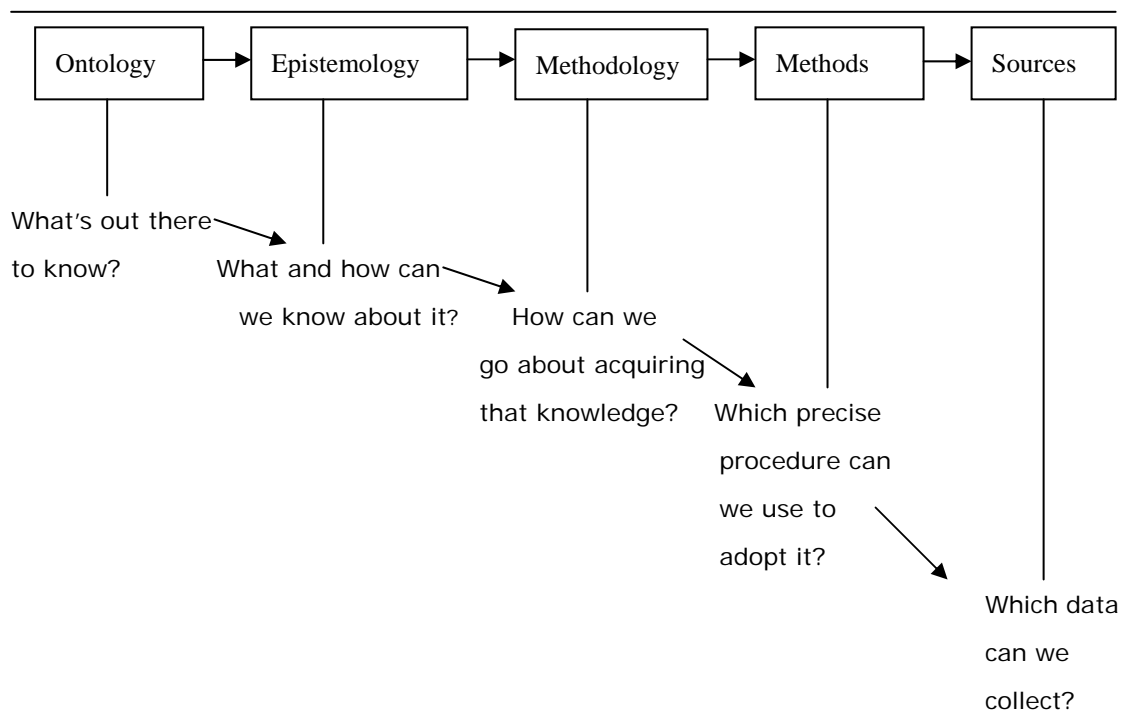 Ontology
Epistemology
Methodology
Methods
Sources
What's out there
to know?
What and how can
we know about it?
How can we
go about acquiring
that knowledge?
Which precise
procedure can
we use to
adopt it?
Which data
can we
collect?